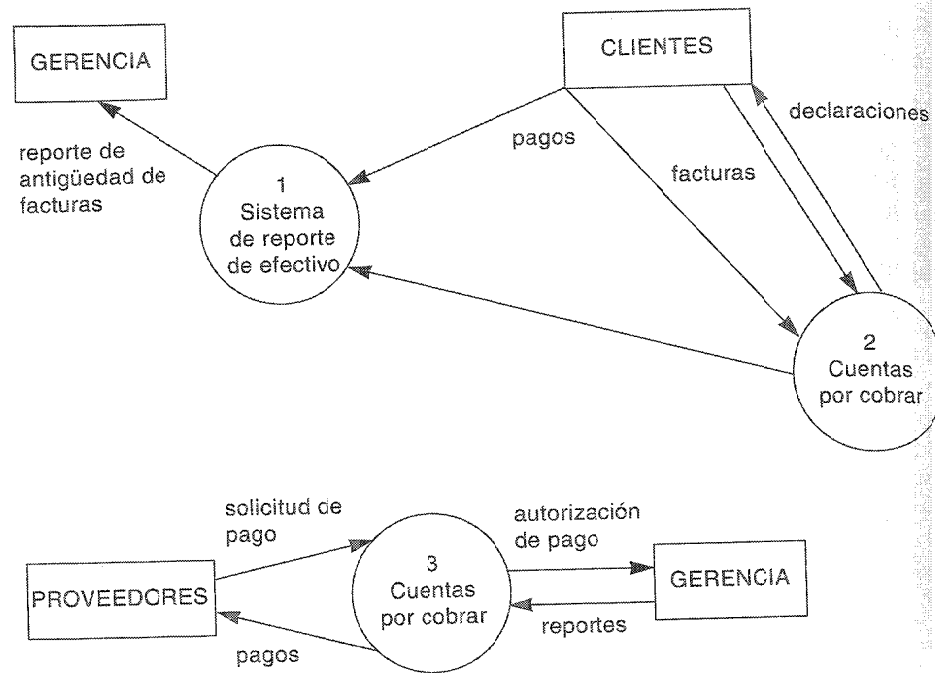 GERENCIA
CLIENTES
declaraciones
pagos
reporte de
antigüedad de
facturas
facturas
1
Sistema
de reporte
de efectivo
2
Cuentas
por cobrar
solicitud de
pago
autorización
de pago
3
Cuentas
por cobrar
PROVEEDORES
GERENCIA
reportes
pagos